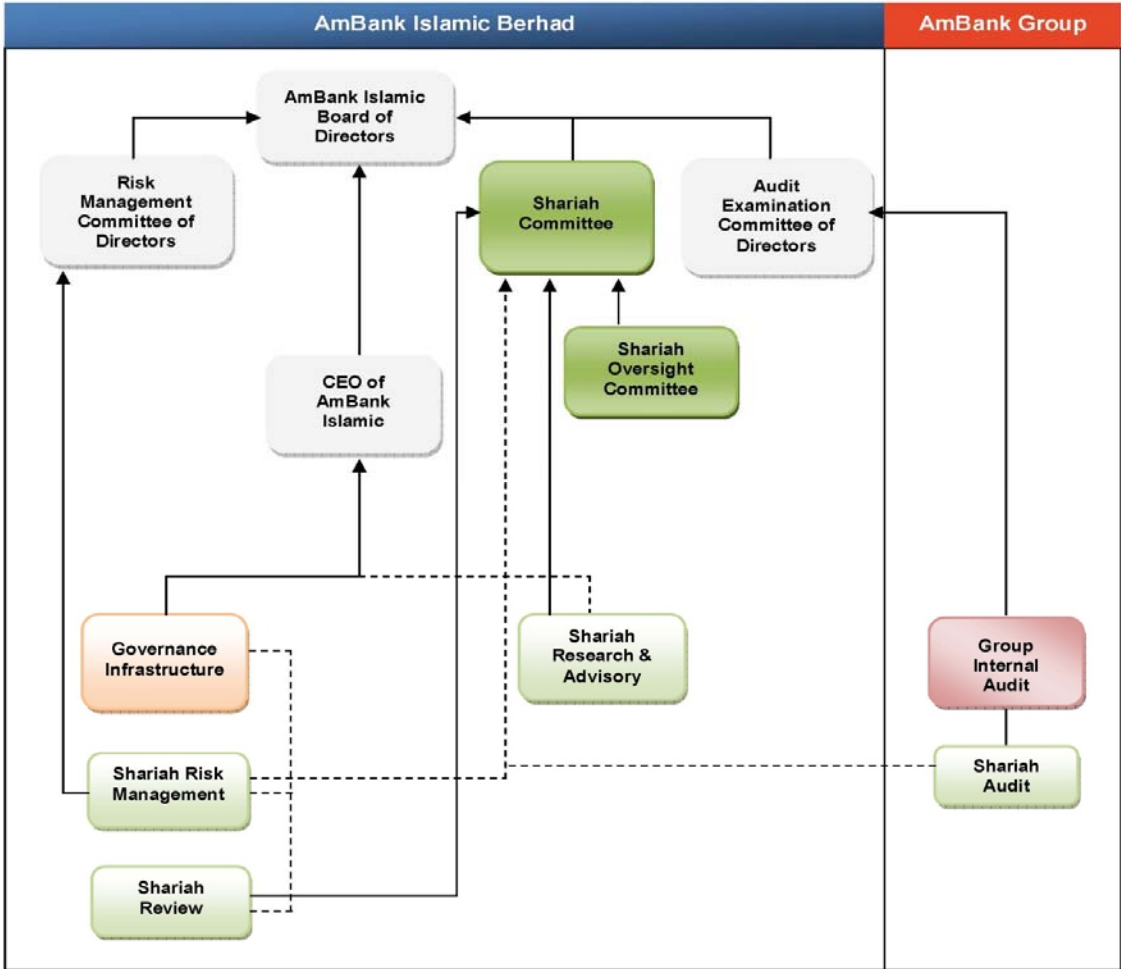 AmBank Islamic Berhad
AmBank Group
AmBank Islamic
Board of
Directors
Risk
Management
Committee of
Directors
Shariah
Committee
Audit
Examination
Committee of
Directors
Shariah
Oversight
Committee
CEO of
AmBank
Islamic
Governance
Infrastructure
Shariah
Research &
Advisory
Group
Internal
Audit
Shariah Risk
Management
Shariah
Audit
Shariah
Review